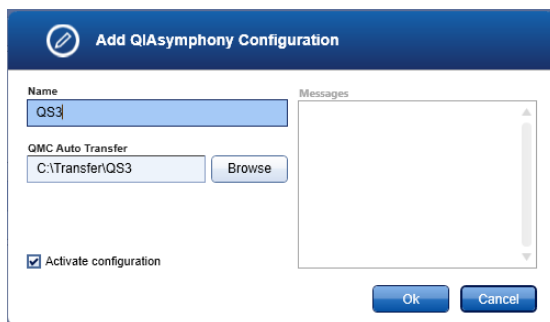 Add QIAsymphony Configuration
Name
QS3
QMC Auto Transfer
C:\Transfer\QS3
Browse
Activate configuration
Messages
Ok
Cancel